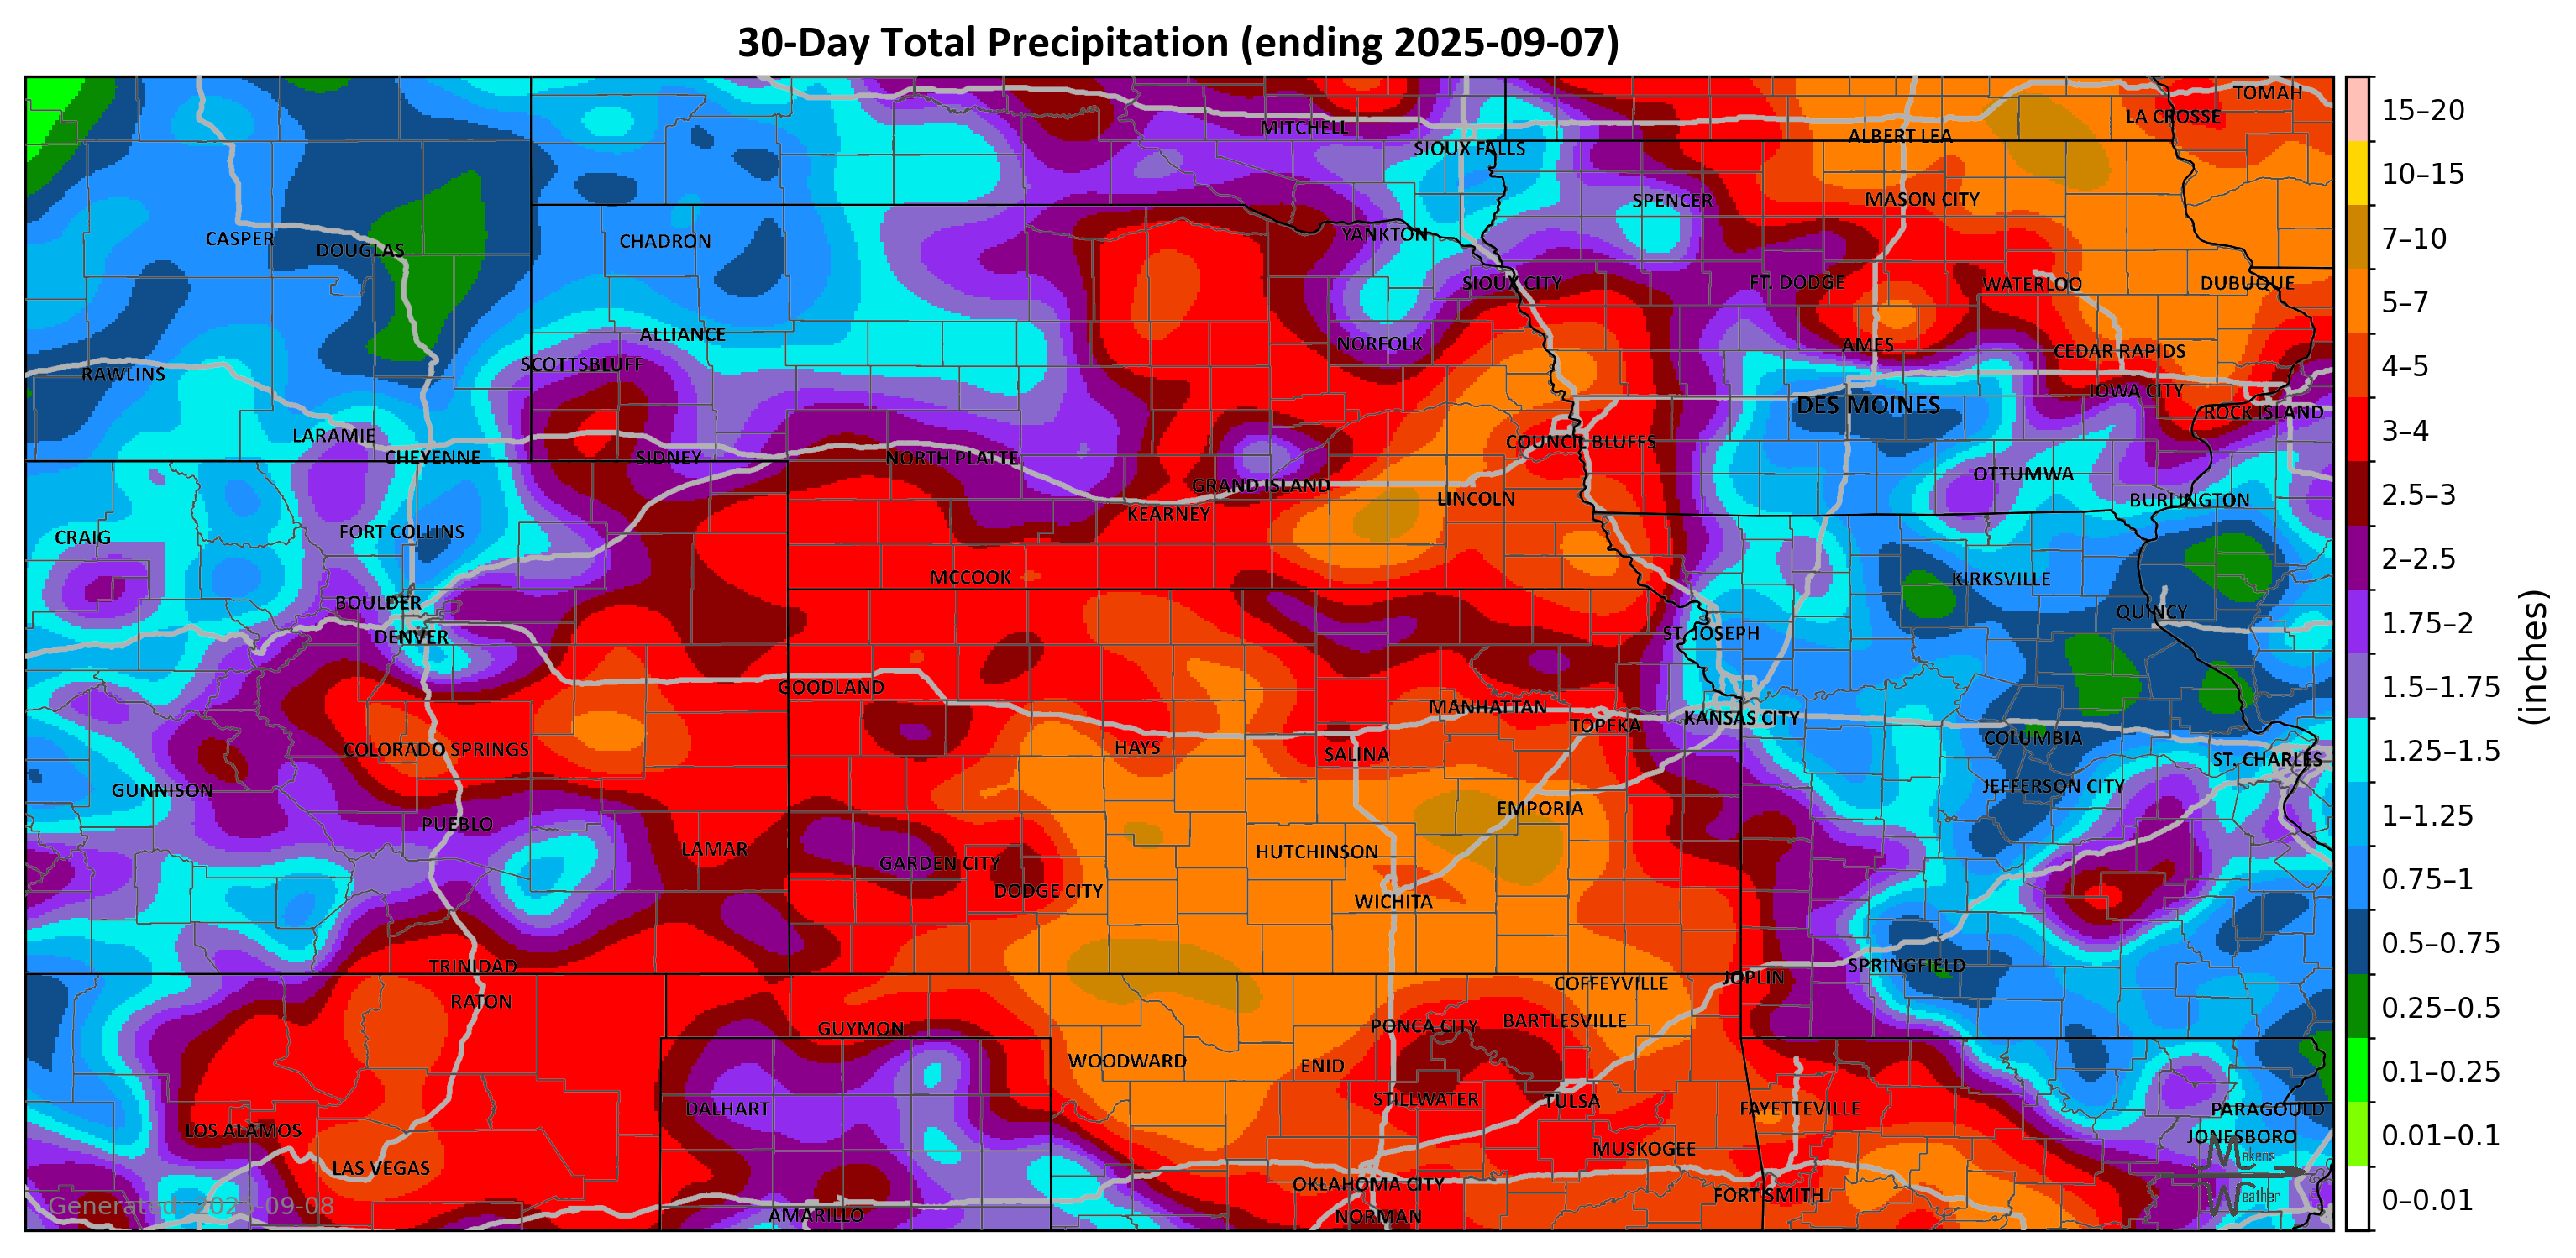 30-Day Total Precipitation (ending 2025-09-07)
TOMAH
LA CROSSE
MITCHELL
ALBERT LEA
SIOUX FALLS
SPENCER
MASON CITY
CASPER
DOUGLAS
CHADRON
YANKTON
SIOUX CITY
FT. DODGE
WATERLOO
DUBUQUE
ALLIANCE
NORFOLK
AMES
CEDAR RAPIDS
SCOTTSBLUFF
RAWLINS
IOWA CITY
DES MOINES
ROCK ISLAND
LARAMIE
COUNCIL BLUFFS
CHEYENNE
SIDNEY
NORTH PLATTE
OTTUMWA
GRAND ISLAND
LINCOLN
BURLINGTON
KEARNEY
FORT COLLINS
CRAIG
MCCOOK
KIRKSVILLE
BOULDER
QUINCY
DENVER
ST. JOSEPH
GOODLAND
MANHATTAN
KANSAS CITY
TOPEKA
COLUMBIA
COLORADO SPRINGS
HAYS
SALINA
ST. CHARLES
GUNNISON
JEFFERSON CITY
EMPORIA
PUEBLO
LAMAR
HUTCHINSON
GARDEN CITY
DODGE CITY
WICHITA
TRINIDAD
SPRINGFIELD
JOPLIN
COFFEYVILLE
RATON
GUYMON
PONCA CITY
BARTLESVILLE
WOODWARD
ENID
STILLWATER
TULSA
DALHART
FAYETTEVILLE
PARAGOULD
LOS ALAMOS
JONESBORO
MUSKOGEE
LAS VEGAS
OKLAHOMA CITY
FORT SMITH
AMARILLO
NORMAN
Makens
Weather
Generated: 2025-09-08
15–20
10–15
7–10
5–7
4–5
3–4
2.5–3
2–2.5
1.75–2
1.5–1.75
1.25–1.5
1–1.25
0.75–1
0.5–0.75
0.25–0.5
0.1–0.25
0.01–0.1
0–0.01
(inches)